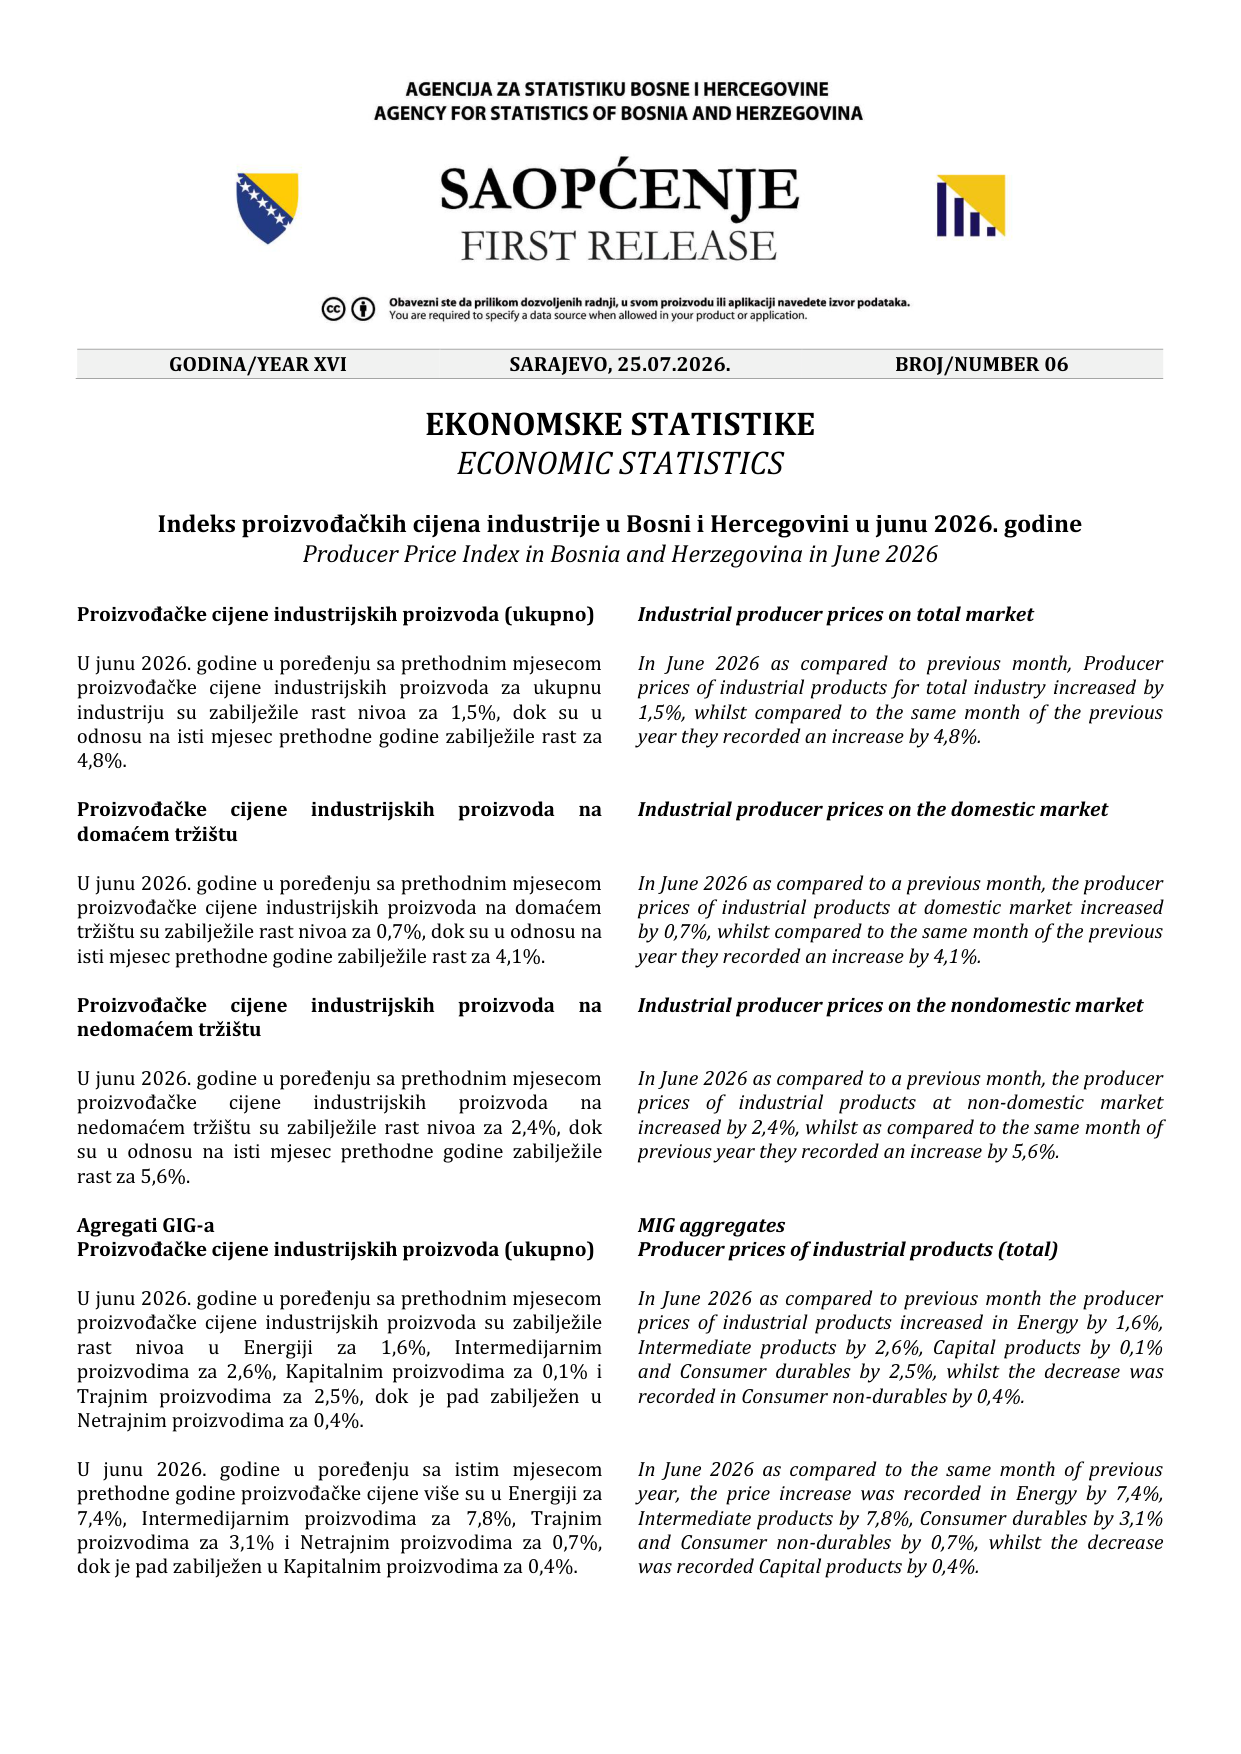 AGENCIJA ZA STATISTIKU BOSNE I HERCEGOVINE
AGENCY FOR STATISTICS OF BOSNIA AND HERZEGOVINA
SAOPĆENJE
FIRST RELEASE
cc
Obavezni ste da prilikom dozvoljenih radnji, u svom proizvodu ili aplikaciji navedete izvor podataka.
You are required to specify a data source when allowed in your product or application.
GODINA/YEAR XVI SARAJEVO, 25.07.2026. BROJ/NUMBER 06
EKONOMSKE STATISTIKE
ECONOMIC STATISTICS
Indeks proizvođačkih cijena industrije u Bosni i Hercegovini u junu 2026. godine
Producer Price Index in Bosnia and Herzegovina in June 2026
Proizvođačke cijene industrijskih proizvoda (ukupno)
U junu 2026. godine u poređenju sa prethodnim mjesecom
proizvođačke cijene industrijskih proizvoda za ukupnu
industriju su zabilježile rast nivoa za 1,5%, dok su u
odnosu na isti mjesec prethodne godine zabilježile rast za
4,8%.
Industrial producer prices on total market
In June 2026 as compared to previous month, Producer
prices of industrial products for total industry increased by
1,5%, whilst compared to the same month of the previous
year they recorded an increase by 4,8%.
Proizvođačke cijene industrijskih proizvoda na
domaćem tržištu
U junu 2026. godine u poređenju sa prethodnim mjesecom
proizvođačke cijene industrijskih proizvoda na domaćem
tržištu su zabilježile rast nivoa za 0,7%, dok su u odnosu na
isti mjesec prethodne godine zabilježile rast za 4,1%.
Industrial producer prices on the domestic market
In June 2026 as compared to a previous month, the producer
prices of industrial products at domestic market increased
by 0,7%, whilst compared to the same month of the previous
year they recorded an increase by 4,1%.
Proizvođačke cijene industrijskih proizvoda na
nedomaćem tržištu
U junu 2026. godine u poređenju sa prethodnim mjesecom
proizvođačke cijene industrijskih proizvoda na
nedomaćem tržištu su zabilježile rast nivoa za 2,4%, dok
su u odnosu na isti mjesec prethodne godine zabilježile
rast za 5,6%.
Industrial producer prices on the nondomestic market
In June 2026 as compared to a previous month, the producer
prices of industrial products at non-domestic market
increased by 2,4%, whilst as compared to the same month of
previous year they recorded an increase by 5,6%.
Agregati GIG-a
Proizvođačke cijene industrijskih proizvoda (ukupno)
U junu 2026. godine u poređenju sa prethodnim mjesecom
proizvođačke cijene industrijskih proizvoda su zabilježile
rast nivoa u Energiji za 1,6%, Intermedijarnim
proizvodima za 2,6%, Kapitalnim proizvodima za 0,1% i
Trajnim proizvodima za 2,5%, dok je pad zabilježen u
Netrajnim proizvodima za 0,4%.
U junu 2026. godine u poređenju sa istim mjesecom
prethodne godine proizvođačke cijene više su u Energiji za
7,4%, Intermedijarnim proizvodima za 7,8%, Trajnim
proizvodima za 3,1% i Netrajnim proizvodima za 0,7%,
dok je pad zabilježen u Kapitalnim proizvodima za 0,4%.
MIG aggregates
Producer prices of industrial products (total)
In June 2026 as compared to previous month the producer
prices of industrial products increased in Energy by 1,6%,
Intermediate products by 2,6%, Capital products by 0,1%
and Consumer durables by 2,5%, whilst the decrease was
recorded in Consumer non-durables by 0,4%.
In June 2026 as compared to the same month of previous
year, the price increase was recorded in Energy by 7,4%,
Intermediate products by 7,8%, Consumer durables by 3,1%
and Consumer non-durables by 0,7%, whilst the decrease
was recorded Capital products by 0,4%.